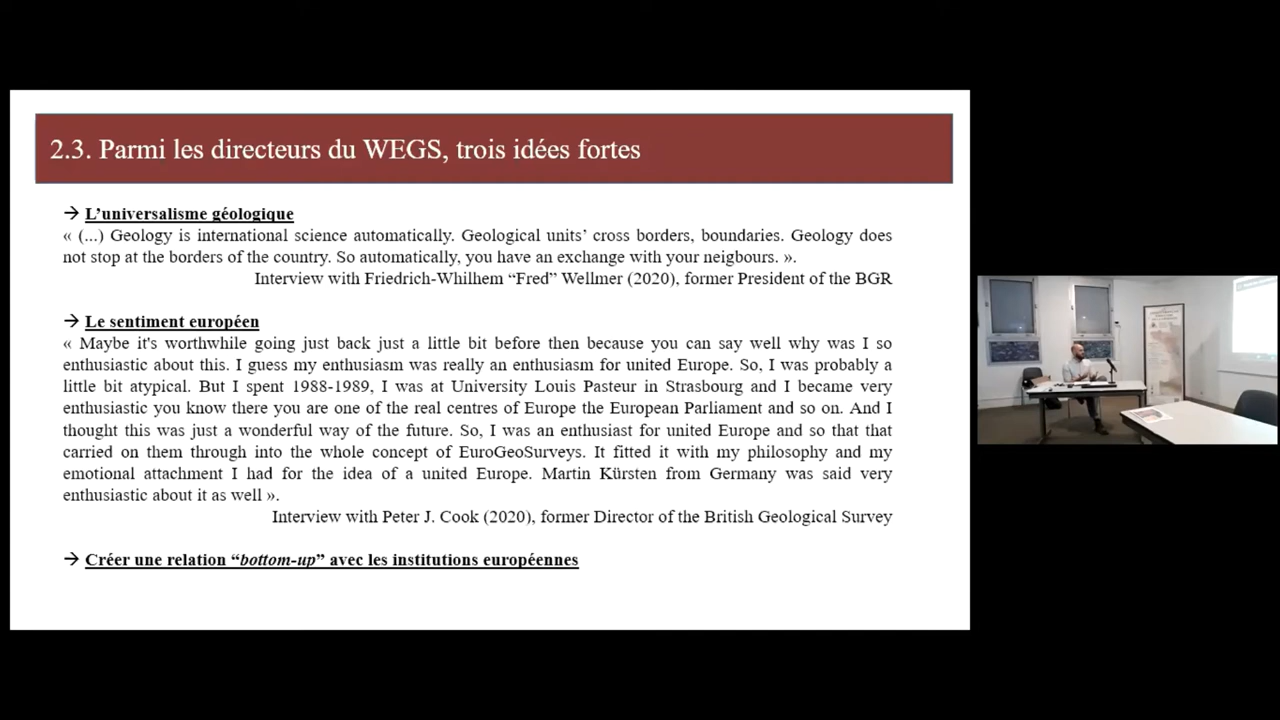 2.3. Parmi les directeurs du WEGS, trois idées fortes
→ L’universalisme géologique
« (...) Geology is international science automatically. Geological units’ cross borders, boundaries. Geology does
not stop at the borders of the country. So automatically, you have an exchange with your neigbours. ».
Interview with Friedrich-Whilhem “Fred” Wellmer (2020), former President of the BGR
→ Le sentiment européen
« Maybe it's worthwhile going just back just a little bit before then because you can say well why was I so
enthusiastic about this. I guess my enthusiasm was really an enthusiasm for united Europe. So, I was probably a
little bit atypical. But I spent 1988-1989, I was at University Louis Pasteur in Strasbourg and I became very
enthusiastic you know there you are one of the real centres of Europe the European Parliament and so on. And I
thought this was just a wonderful way of the future. So, I was an enthusiast for united Europe and so that that
carried on them through into the whole concept of EuroGeoSurveys. It fitted it with my philosophy and my
emotional attachment I had for the idea of a united Europe. Martin Kürsten from Germany was said very
enthusiastic about it as well ».
Interview with Peter J. Cook (2020), former Director of the British Geological Survey
→ Créer une relation “bottom-up” avec les institutions européennes